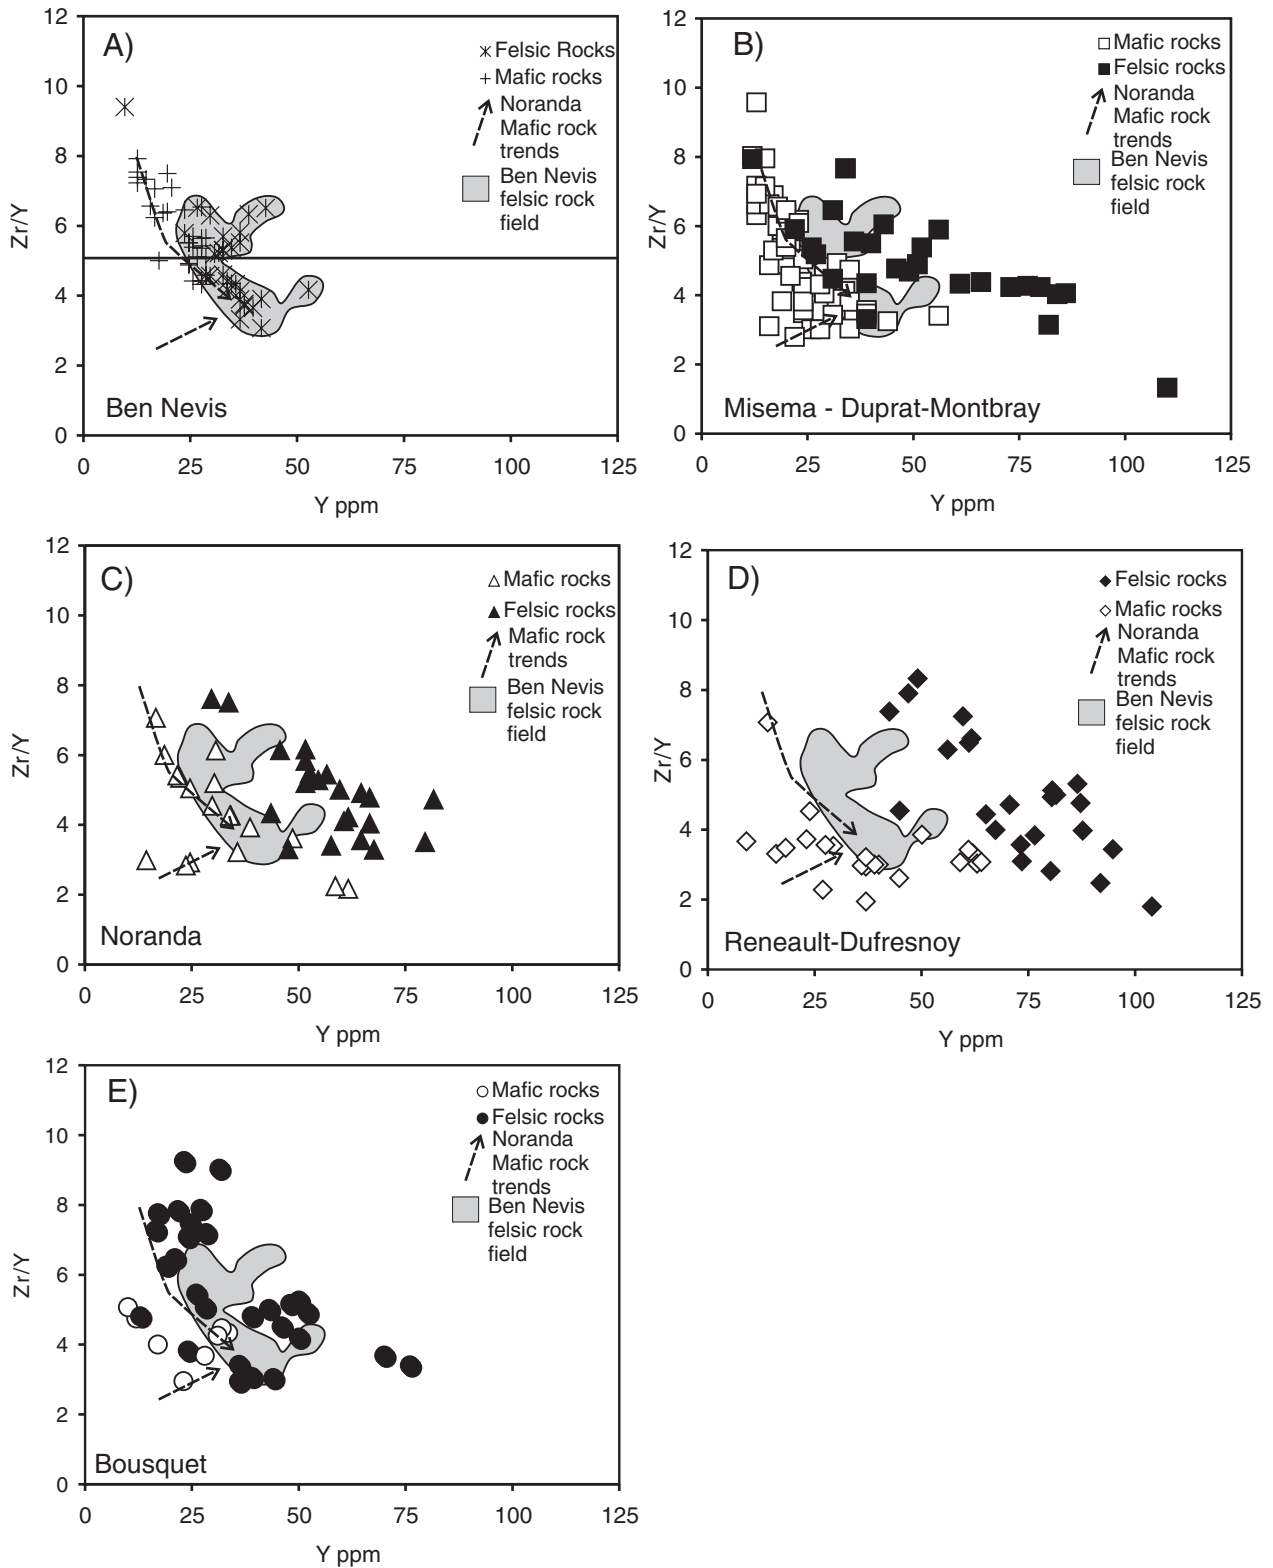 A)
Felsic Rocks
Mafic rocks
Noranda
Mafic rock
trends
Ben Nevis
felsic rock
field
12
10
8
6
4
2
0
Zr/Y
Ben Nevis
0 25 50 75 100 125
Y ppm
B)
Mafic rocks
Felsic rocks
Noranda
Mafic rock
trends
Ben Nevis
felsic rock
field
12
10
8
6
4
2
0
Zr/Y
Misema - Duprat-Montbray
0 25 50 75 100 125
Y ppm
C)
Mafic rocks
Felsic rocks
Mafic rock
trends
Ben Nevis
felsic rock
field
12
10
8
6
4
2
0
Zr/Y
Noranda
0 25 50 75 100 125
Y ppm
D)
Felsic rocks
Mafic rocks
Noranda
Mafic rock
trends
Ben Nevis
felsic rock
field
12
10
8
6
4
2
0
Zr/Y
Reneault-Dufresnoy
0 25 50 75 100 125
Y ppm
E)
Mafic rocks
Felsic rocks
Noranda
Mafic rock
trends
Ben Nevis
felsic rock
field
12
10
8
6
4
2
0
Zr/Y
Bousquet
0 25 50 75 100 125
Y ppm